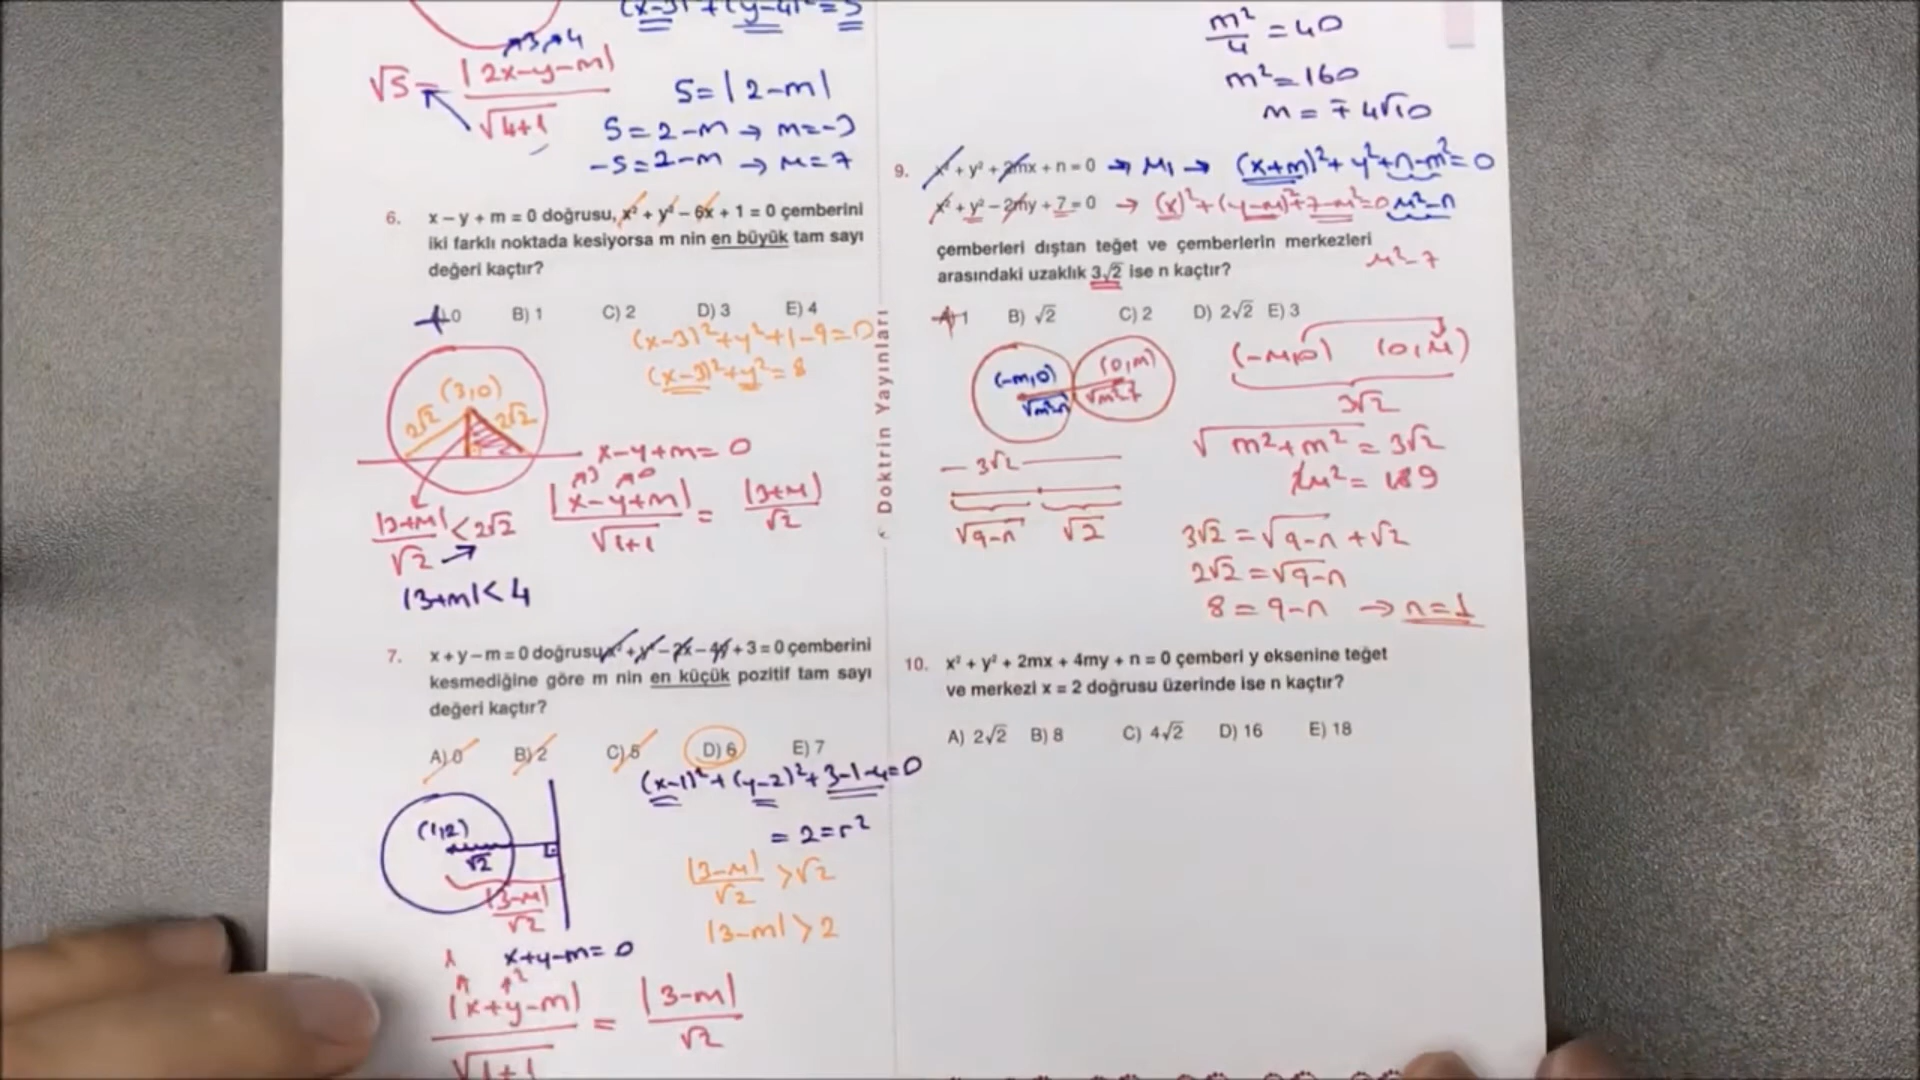 (x-3)² + (y-4)² = 5
√5 = |2x-y-m| / √4+1
5 = |2-m|
5 = 2-m → m=-3
-5 = 2-m → m=7
6. x – y + m = 0 doğrusu, x² + y² – 6x + 1 = 0 çemberini
iki farklı noktada kesiyorsa m nin en büyük tam sayı
değeri kaçtır?
A) 0 B) 1 C) 2 D) 3 E) 4
(x-3)²+y²+1-9=0
(x-3)²+y²=8
(3,0)
2√2 2√2
x-y+m=0
|x-y+m| / √1+1 = |3+m| / √2
|3+m| / √2 < 2√2
|3+m|<4
7. x + y – m = 0 doğrusu x² + y² – 2x – 4y + 3 = 0 çemberini
kesmediğine göre m nin en küçük pozitif tam sayı
değeri kaçtır?
A) 0 B) 2 C) 5 D) 6 E) 7
(x-1)²+(y-2)²+3-1-4=0
= 2=r²
(1,2)
√2
|3-m| / √2
|3-m| / √2 > √2
|3-m| > 2
x+y-m=0
|x+y-m| / √1+1 = |3-m| / √2
Doktrin Yayınları
m²/4 = 40
m² = 160
m = ∓ 4√10
9. x² + y² + 2mx + n = 0 → M₁ → (x+m)²+y²+n-m²=0
x² + y² – 2my + 7 = 0 → (x)²+(y-m)²+7-m²=0 m²-n
çemberleri dıştan teğet ve çemberlerin merkezleri
m²-7
arasındaki uzaklık 3√2 ise n kaçtır?
A) 1 B) √2 C) 2 D) 2√2 E) 3
(-m,0) (0,m)
√m²-n √m²-7
(-m,0) (0,m)
3√2
√m²+m² = 3√2
2m² = 18 9
3√2
√9-n √2
3√2 = √9-n + √2
2√2 = √9-n
8 = 9-n → n=1
10. x² + y² + 2mx + 4my + n = 0 çemberi y eksenine teğet
ve merkezi x = 2 doğrusu üzerinde ise n kaçtır?
A) 2√2 B) 8 C) 4√2 D) 16 E) 18